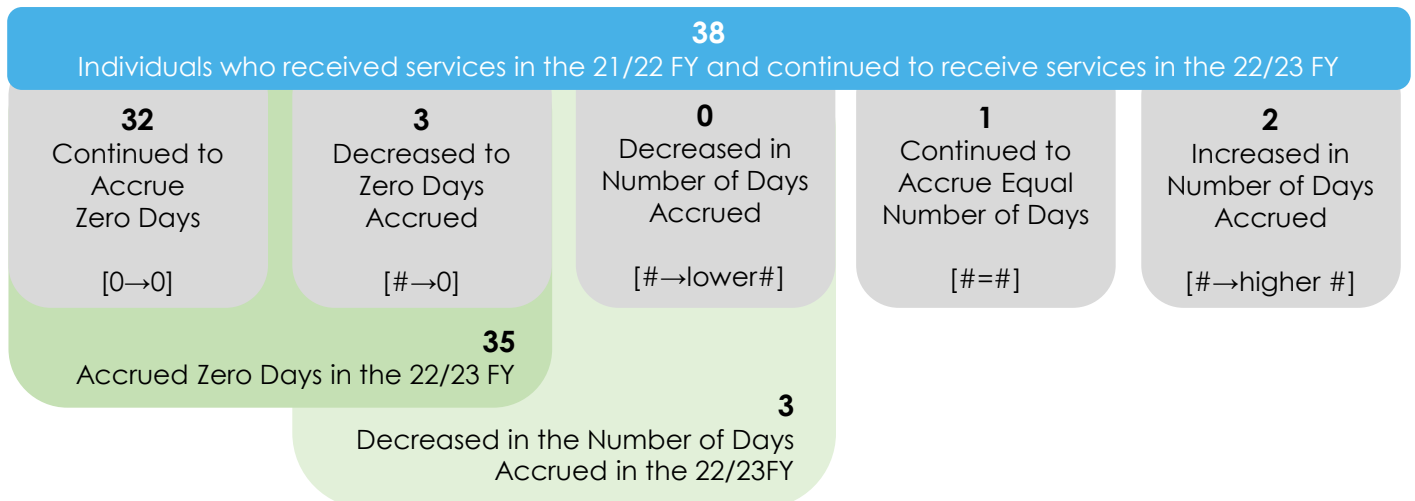 38
Individuals who received services in the 21/22 FY and continued to receive services in the 22/23 FY
32
Continued to
Accrue
Zero Days
[0→0]
3
Decreased to
Zero Days
Accrued
[#→0]
0
Decreased in
Number of Days
Accrued
[#→lower#]
1
Continued to
Accrue Equal
Number of Days
[#=#]
2
Increased in
Number of Days
Accrued
[#→higher #]
35
Accrued Zero Days in the 22/23 FY
3
Decreased in the Number of Days
Accrued in the 22/23FY